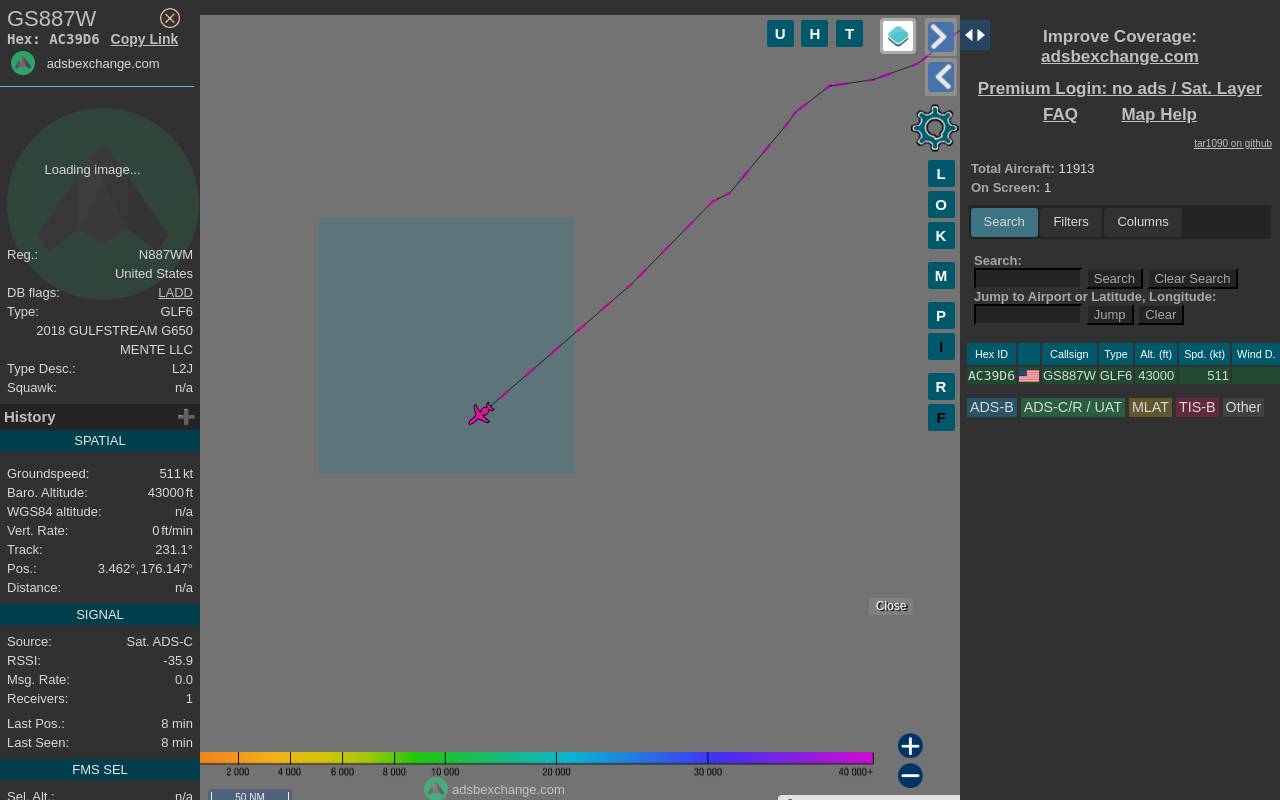 GS887W
Hex: AC39D6 Copy Link
adsbexchange.com
Loading image...
Reg.: N887WM
United States
DB flags: LADD
Type: GLF6
2018 GULFSTREAM G650
MENTE LLC
Type Desc.: L2J
Squawk: n/a
History
SPATIAL
Groundspeed: 511 kt
Baro. Altitude: 43000 ft
WGS84 altitude: n/a
Vert. Rate: 0 ft/min
Track: 231.1°
Pos.: 3.462°, 176.147°
Distance: n/a
SIGNAL
Source: Sat. ADS-C
RSSI: -35.9
Msg. Rate: 0.0
Receivers: 1
Last Pos.: 8 min
Last Seen: 8 min
FMS SEL
Sel. Alt.: n/a
U H T
L
O
K
M
P
I
R
F
Close
2 000 4 000 6 000 8 000 10 000 20 000 30 000 40 000+
50 NM
adsbexchange.com
Improve Coverage:
adsbexchange.com
Premium Login: no ads / Sat. Layer
FAQ Map Help
tar1090 on github
Total Aircraft: 11913
On Screen: 1
Search Filters Columns
Search:
Search Clear Search
Jump to Airport or Latitude, Longitude:
Jump Clear
Hex ID Callsign Type Alt. (ft) Spd. (kt) Wind D.
AC39D6 GS887W GLF6 43000 511
ADS-B ADS-C/R / UAT MLAT TIS-B Other